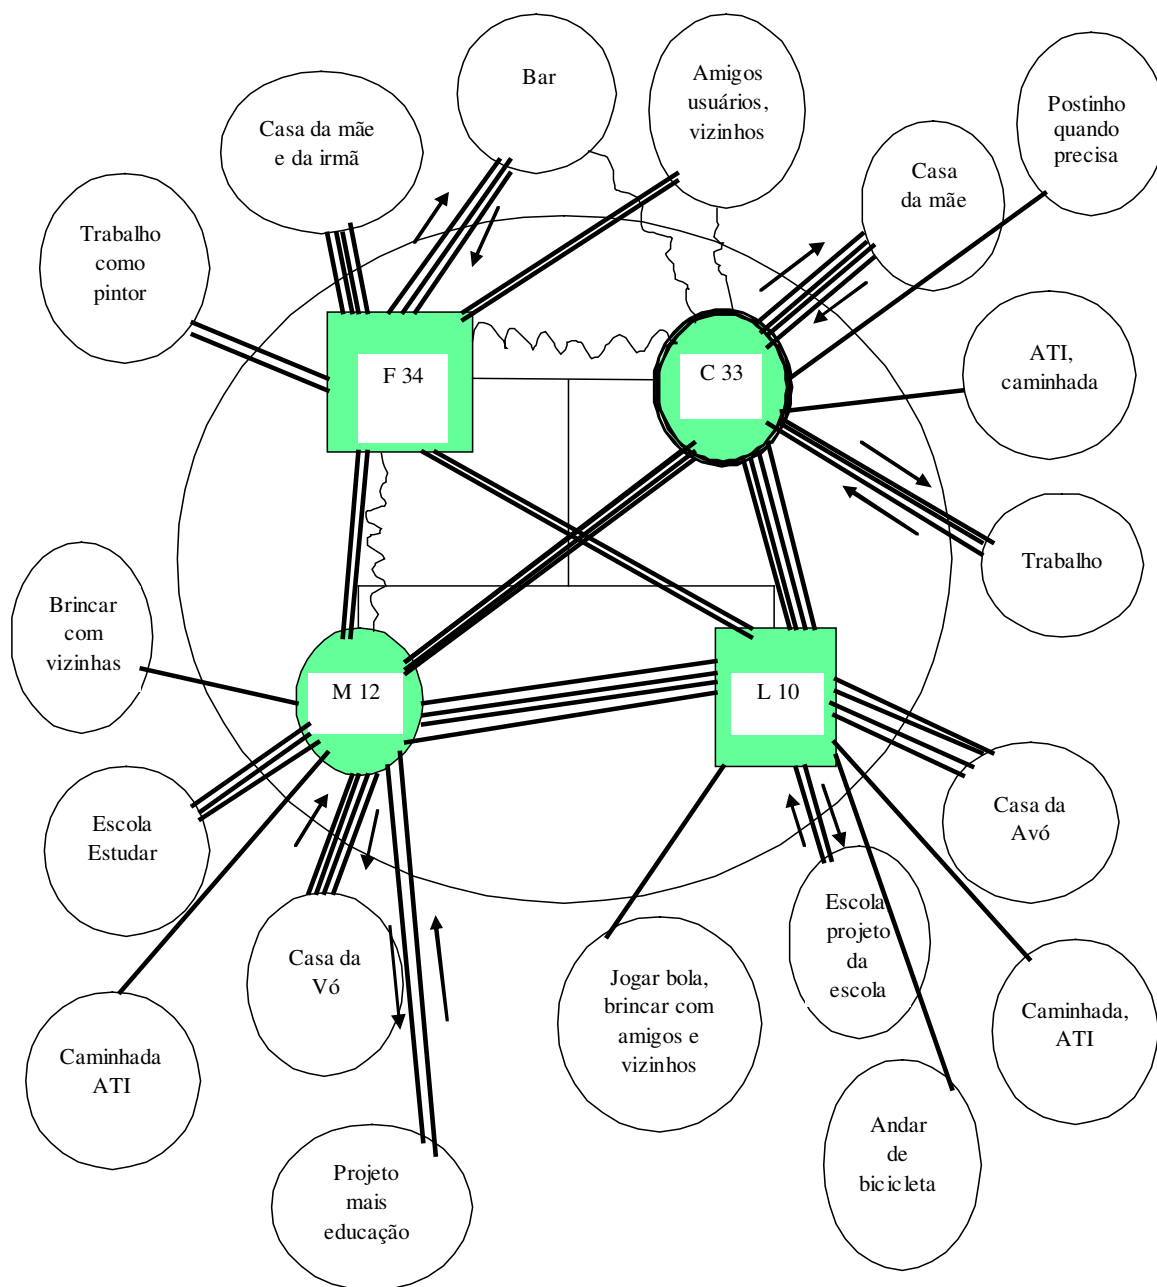 Bar
Amigos
usuários,
vizinhos
Postinho
quando
precisa
Casa da mãe
e da irmã
Casa
da mãe
Trabalho
como
pintor
F 34
C 33
ATI,
caminhada
Trabalho
Brincar
com
vizinhas
M 12
L 10
Escola
Estudar
Casa da
Avó
Casa da
Vó
Escola
projeto
da
escola
Jogar bola,
brincar com
amigos e
vizinhos
Caminhada,
ATI
Caminhada
ATI
Andar
de
bicicleta
Projeto
mais
educação